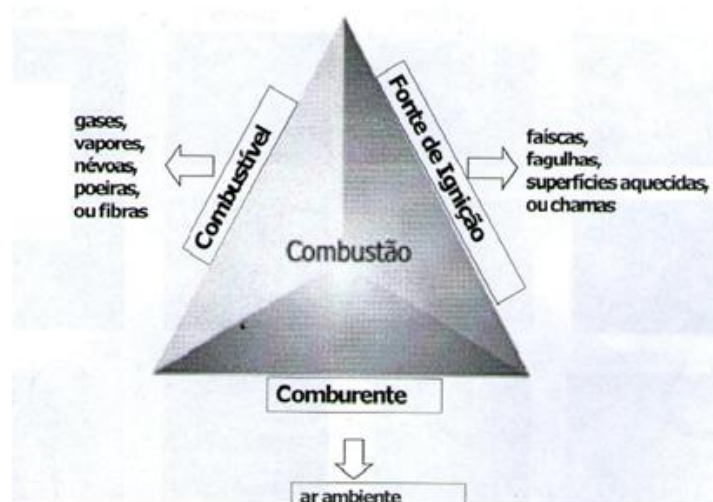 Combustível
gases,
vapores,
névoas,
poeiras,
ou fibras
Fonte de Ignição
faiscas,
fagulhas,
superfícies aquecidas,
ou chamas
Combustão
Comburente
ar ambiente